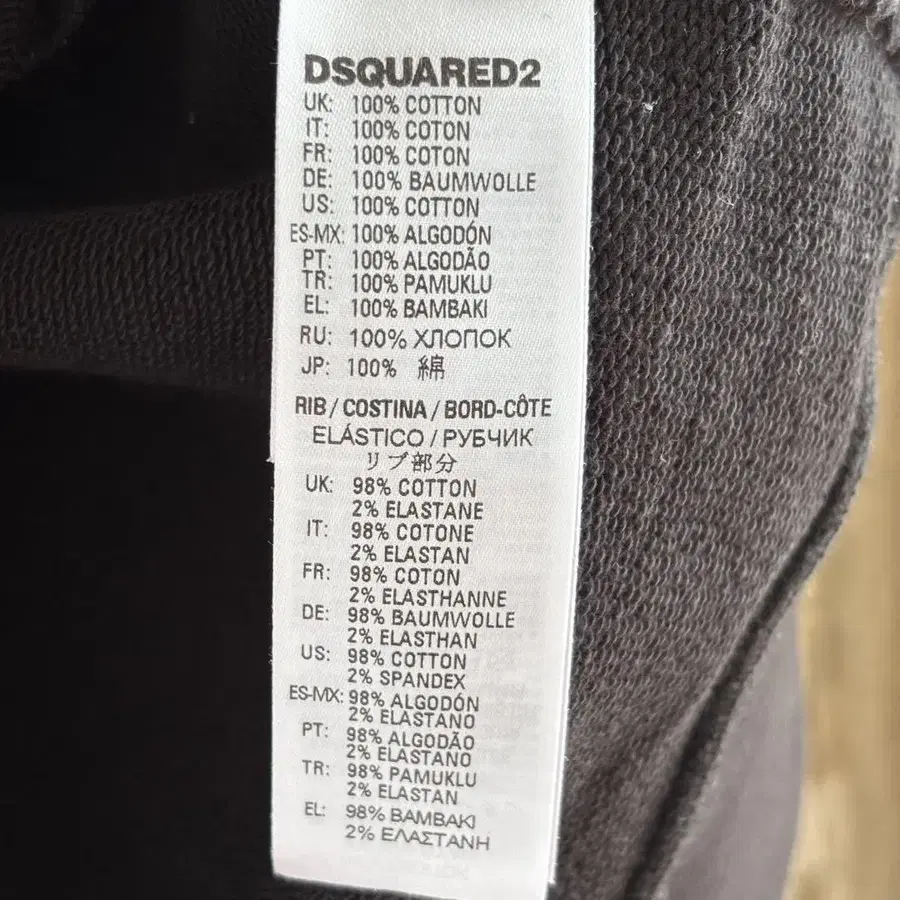 DSQUARED2
UK: 100% COTTON
IT: 100% COTON
FR: 100% COTON
DE: 100% BAUMWOLLE
US: 100% COTTON
ES-MX: 100% ALGODÓN
PT: 100% ALGODÃO
TR: 100% PAMUKLU
EL: 100% BAMBAKI
RU: 100% ХЛОПОК
JP: 100% 綿
RIB / COSTINA / BORD-CÔTE
ELÁSTICO / РУБЧИК
リブ部分
UK: 98% COTTON
2% ELASTANE
IT: 98% COTONE
2% ELASTAN
FR: 98% COTON
2% ELASTHANNE
DE: 98% BAUMWOLLE
2% ELASTHAN
US: 98% COTTON
2% SPANDEX
ES-MX: 98% ALGODÓN
2% ELASTANO
PT: 98% ALGODÃO
2% ELASTANO
TR: 98% PAMUKLU
2% ELASTAN
EL: 98% BAMBAKI
2% ΕΛΑΣΤΑΝΗ